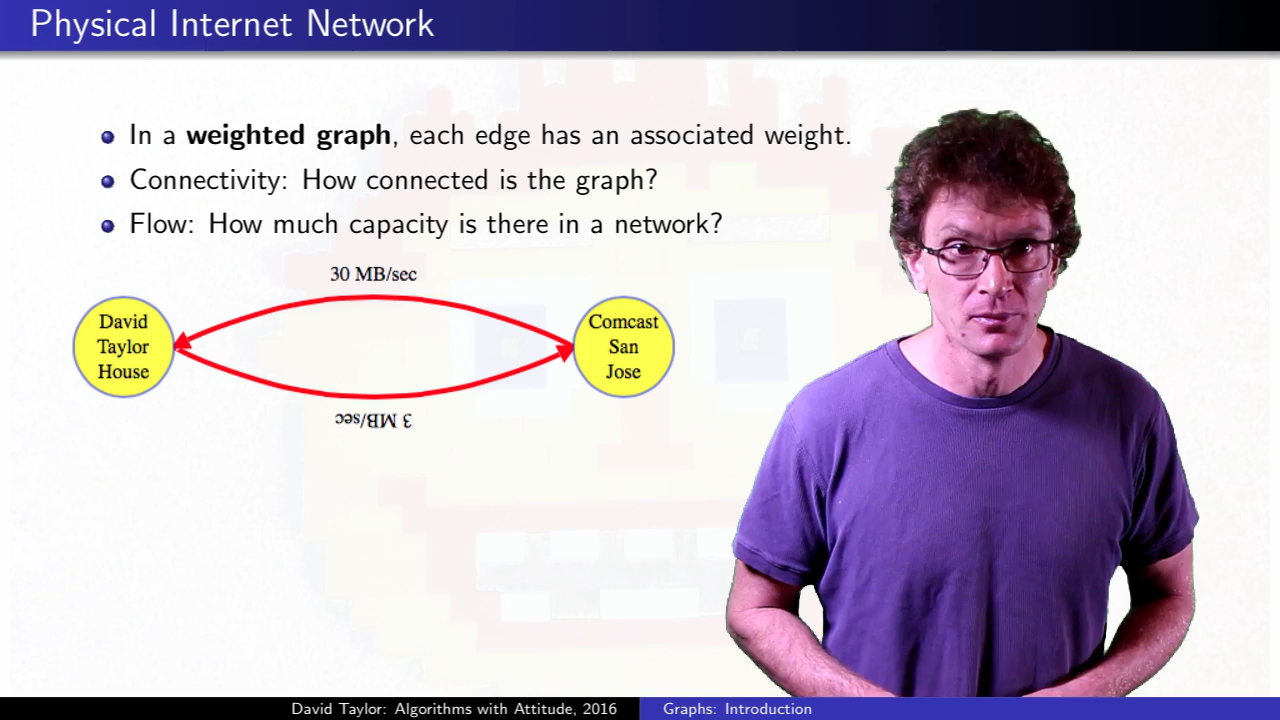 Physical Internet Network
In a weighted graph, each edge has an associated weight.
Connectivity: How connected is the graph?
Flow: How much capacity is there in a network?
30 MB/sec
David
Taylor
House
Comcast
San
Jose
3 MB/sec
David Taylor: Algorithms with Attitude, 2016
Graphs: Introduction